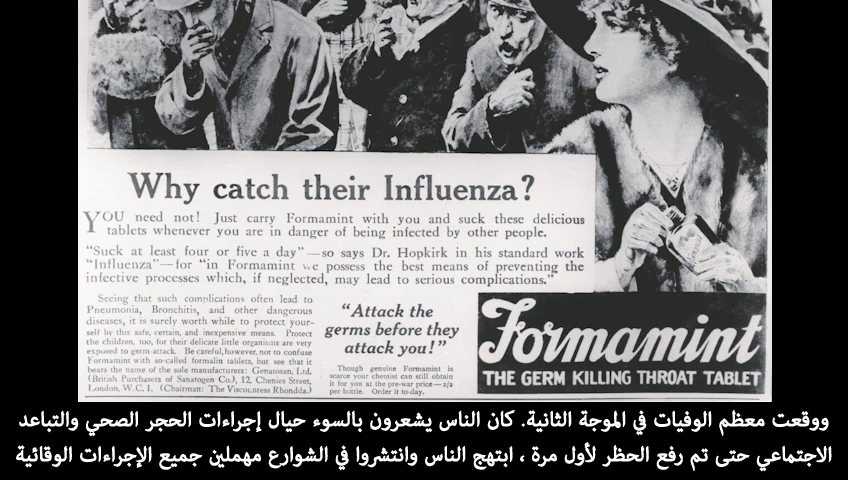 Why catch their Influenza?
YOU need not! Just carry Formamint with you and suck these delicious
tablets whenever you are in danger of being infected by other people.
“Suck at least four or five a day”—so says Dr. Hopkirk in his standard work
“Influenza”—for “in Formamint we possess the best means of preventing the
infective processes which, if neglected, may lead to serious complications.”
Seeing that such complications often lead to
Pneumonia, Bronchitis, and other dangerous
diseases, it is surely worth while to protect your-
self by this safe, certain, and inexpensive means. Protect
the children, too, for their delicate little organisms are very
exposed to germ-attack. Be careful, however, not to confuse
Formamint with so-called formalin tablets, but see that it
bears the name of the sole manufacturers: Genatosan, Ltd.
(British Purchasers of Sanatogen Co.), 12, Chenies Street,
London, W.C. 1. (Chairman: The Viscountess Rhondda.)
“Attack the
germs before they
attack you!”
Though genuine Formamint is
scarce your chemist can still obtain
it for you at the pre-war price—2/2
per bottle. Order it to-day.
Formamint
THE GERM KILLING THROAT TABLET
ووقعت معظم الوفيات في الموجة الثانية. كان الناس يشعرون بالسوء حيال إجراءات الحجر الصحي والتباعد
الاجتماعي حتى تم رفع الحظر لأول مرة ، ابتهج الناس وانتشروا في الشوارع مهملين جميع الإجراءات الوقائية